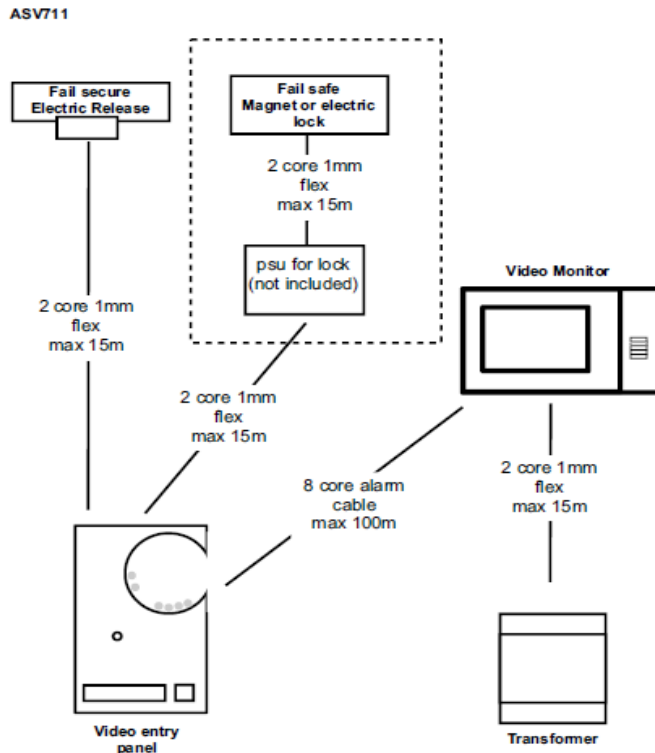 ASV711
Fail secure
Electric Release
Fail safe
Magnet or electric
lock
2 core 1mm
flex
max 15m
psu for lock
(not included)
Video Monitor
2 core 1mm
flex
max 15m
2 core 1mm
flex
max 15m
8 core alarm
cable
max 100m
2 core 1mm
flex
max 15m
Video entry
panel
Transformer